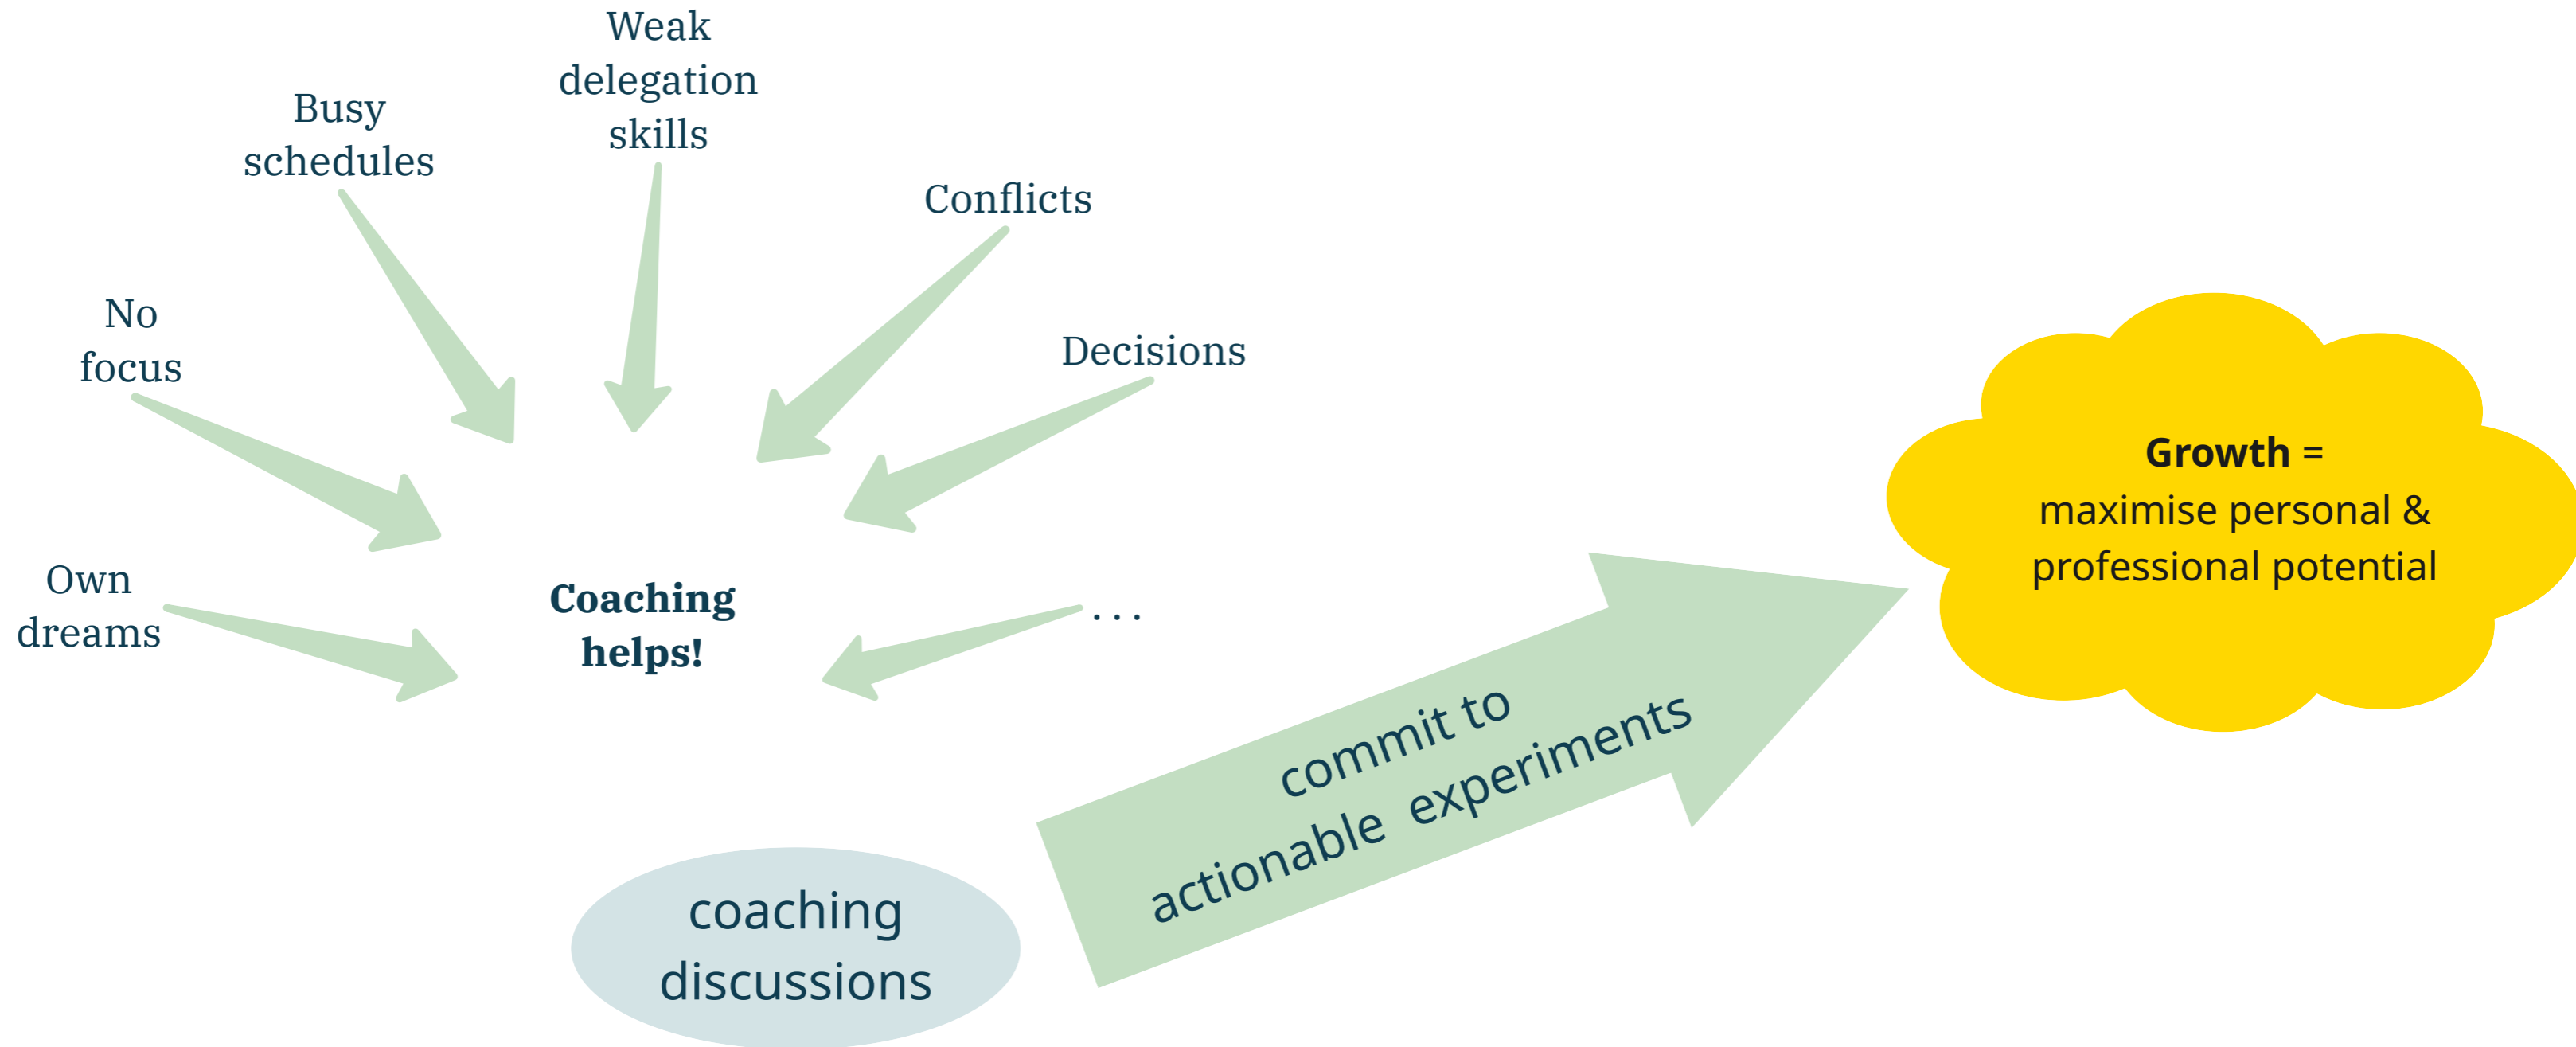 Weak
delegation
skills
Busy
schedules
Conflicts
No
focus
Decisions
Own
dreams
Coaching
helps!
...
commit to
actionable experiments
coaching
discussions
Growth =
maximise personal &
professional potential